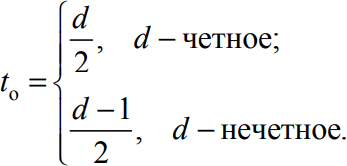 t₀ = { d/2, d – четное;
(d – 1)/2, d – нечетное.